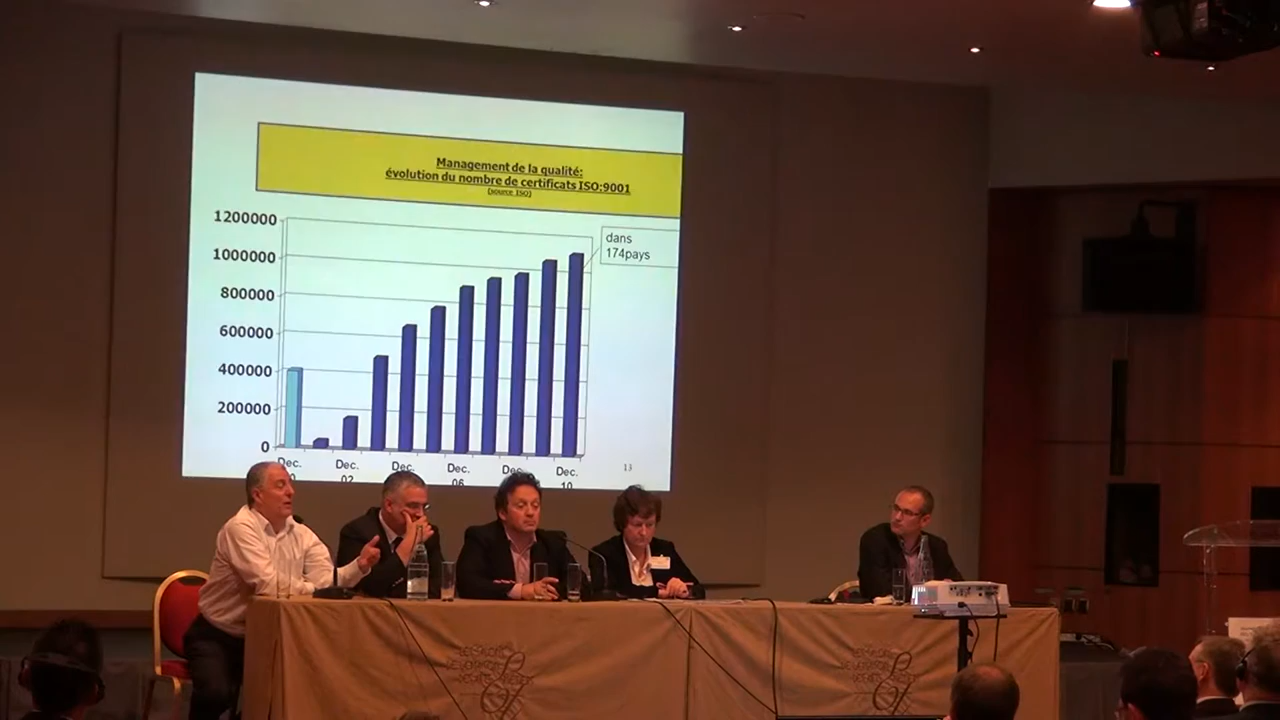 Management de la qualité:
évolution du nombre de certificats ISO:9001
(source ISO)
dans
174pays
1200000
1000000
800000
600000
400000
200000
0
Dec. Dec. Dec. Dec. Dec. Dec.
02 06 10
13